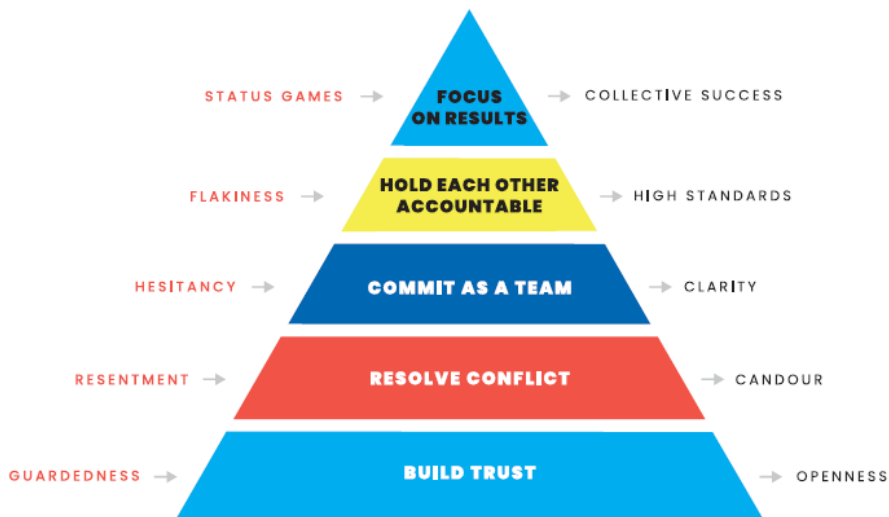 STATUS GAMES
FOCUS
ON RESULTS
COLLECTIVE SUCCESS
FLAKINESS
HOLD EACH OTHER
ACCOUNTABLE
HIGH STANDARDS
HESITANCY
COMMIT AS A TEAM
CLARITY
RESENTMENT
RESOLVE CONFLICT
CANDOUR
GUARDEDNESS
BUILD TRUST
OPENNESS